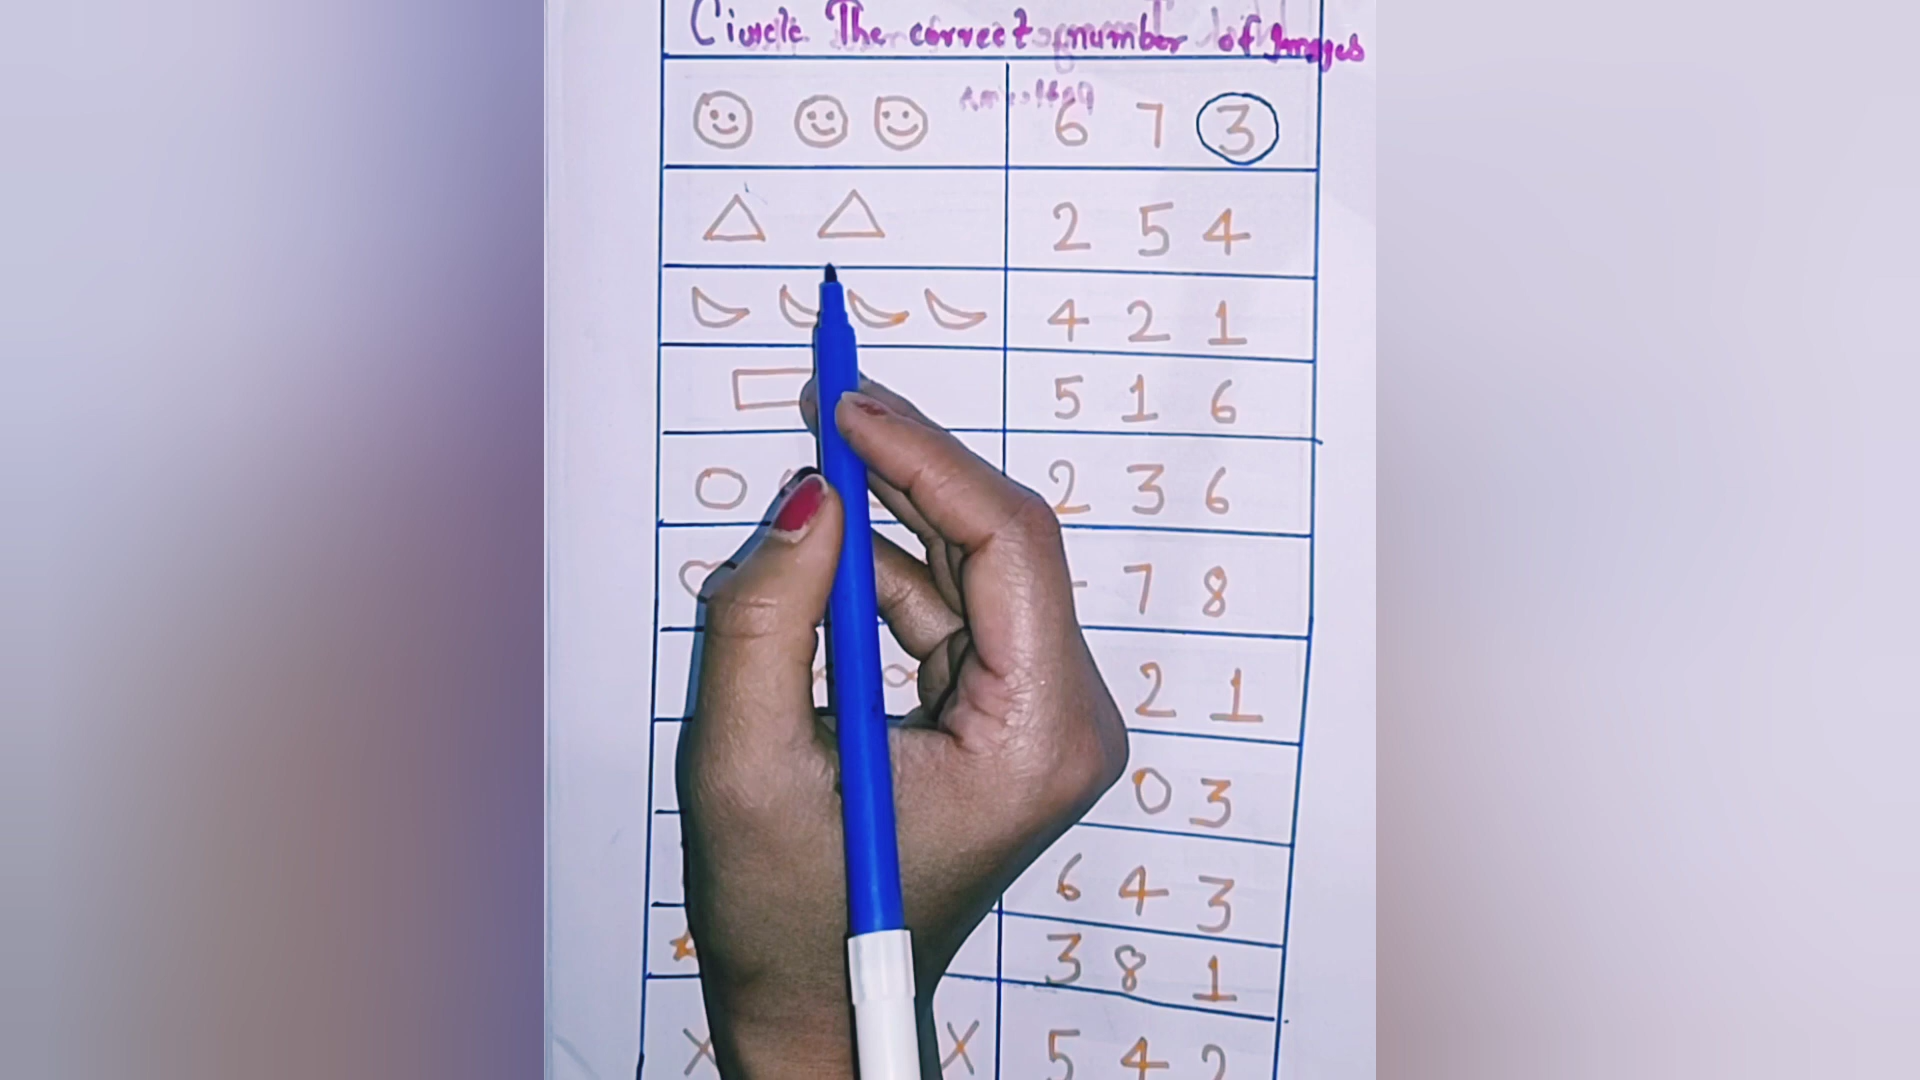 Circle The correct number of Images
6 7 3
2 5 4
4 2 1
5 1 6
2 3 6
7 8
2 1
0 3
6 4 3
3 8 1
5 4 2